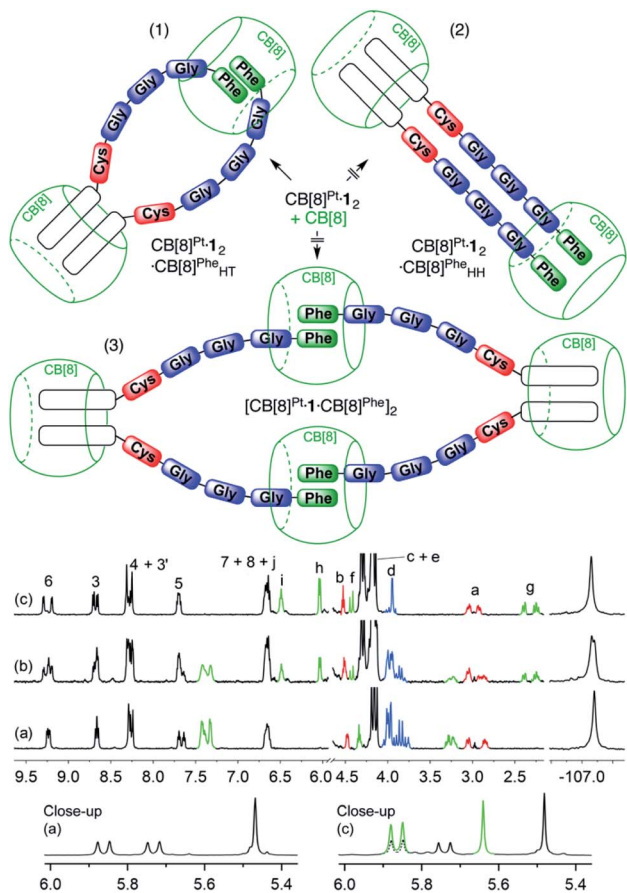 (1)
(2)
CB[8]
CB[8]
Gly
Gly
Gly
Phe
Phe
Gly
Gly
Gly
Cys
Cys
CB[8]
CB[8]Pt·1₂
·CB[8]PheHT
CB[8]Pt·1₂
+ CB[8]
Cys
Cys
Gly
Gly
Gly
Gly
Gly
Gly
Phe
Phe
CB[8]
CB[8]Pt·1₂
·CB[8]PheHH
(3)
CB[8]
CB[8]
CB[8]
Phe
Gly
Gly
Gly
Cys
Cys
Gly
Gly
Gly
Phe
[CB[8]Pt·1·CB[8]Phe]₂
CB[8]
Cys
Gly
Gly
Gly
Phe
Phe
Gly
Gly
Gly
Cys
6
3
4 + 3'
5
7 + 8 + j
i
h
b
f
c + e
d
a
g
(c)
(b)
(a)
9.5 9.0 8.5 8.0 7.5 7.0 6.5 6.0 4.5 4.0 3.5 3.0 2.5 -107.0
Close-up
(a)
6.0 5.8 5.6 5.4
Close-up
(c)
6.0 5.8 5.6 5.4